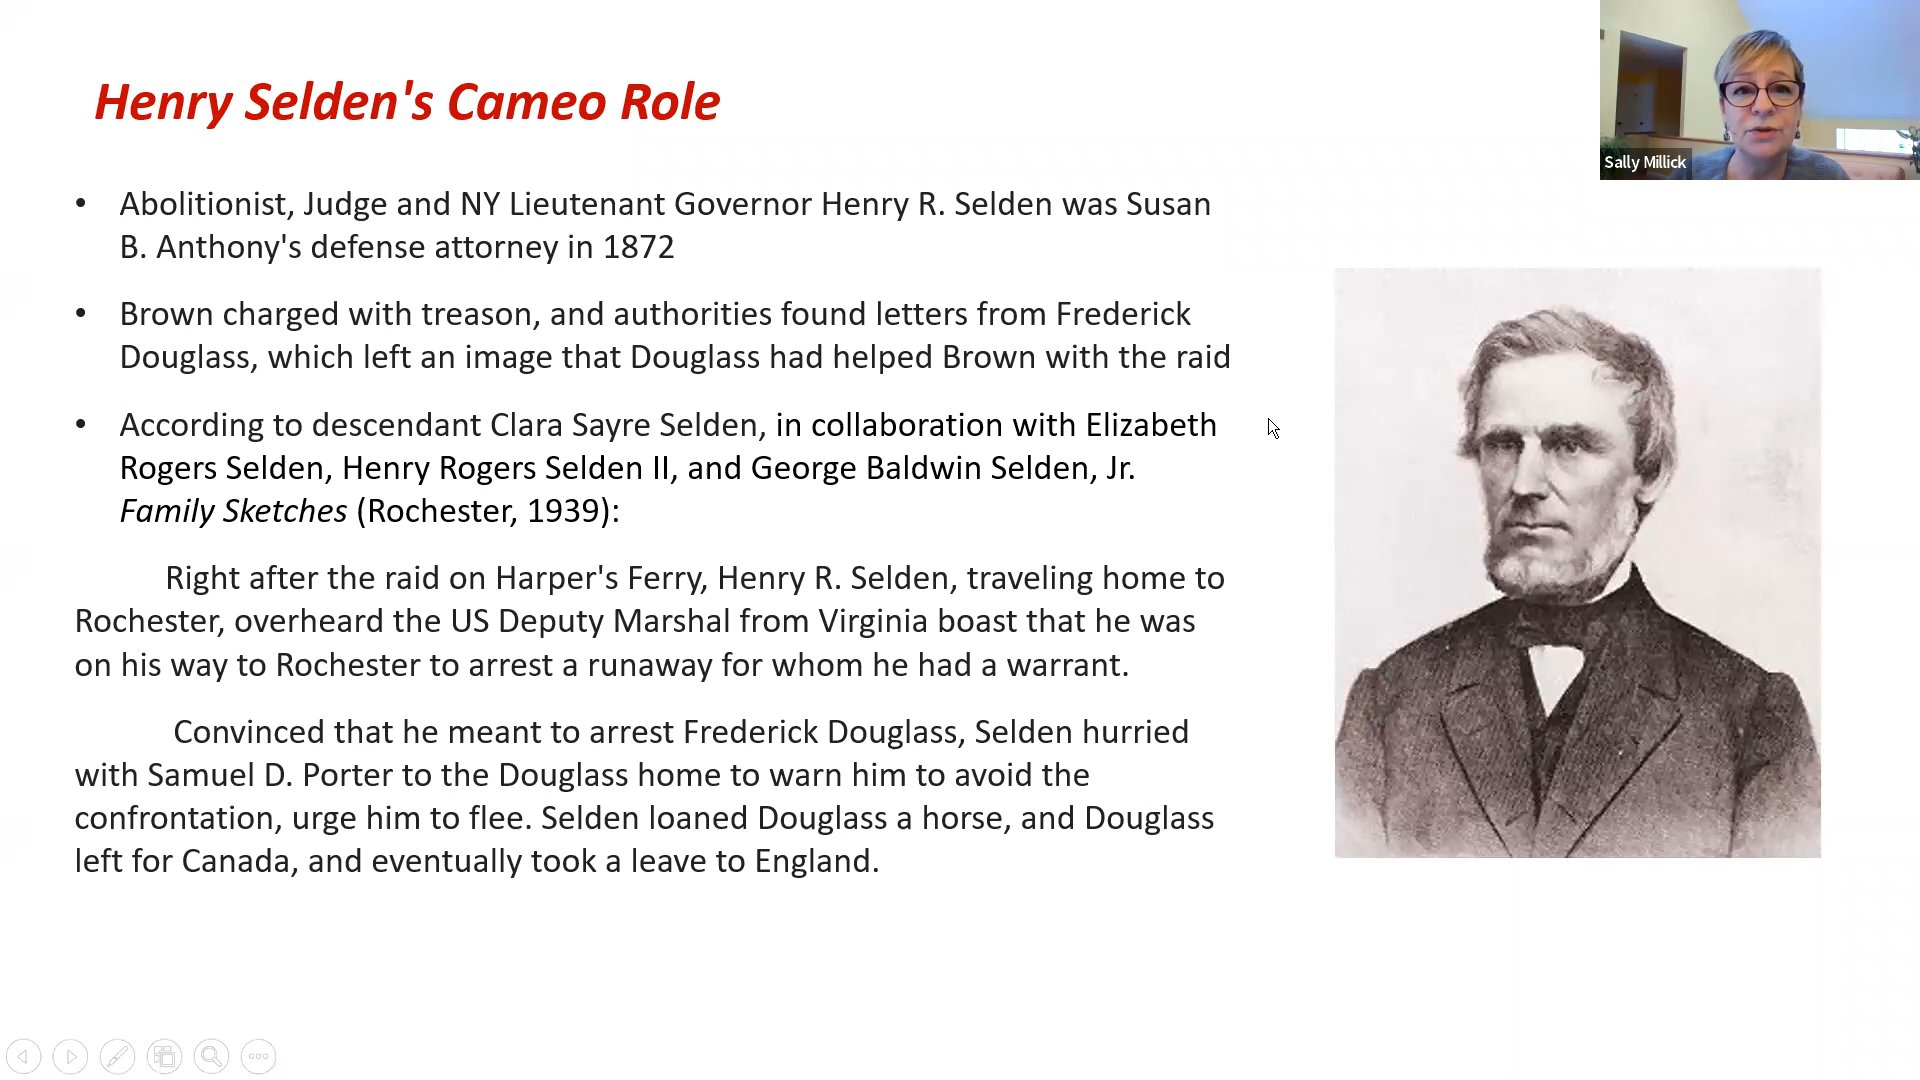 Henry Selden's Cameo Role
Sally Millick
• Abolitionist, Judge and NY Lieutenant Governor Henry R. Selden was Susan
B. Anthony's defense attorney in 1872
• Brown charged with treason, and authorities found letters from Frederick
Douglass, which left an image that Douglass had helped Brown with the raid
• According to descendant Clara Sayre Selden, in collaboration with Elizabeth
Rogers Selden, Henry Rogers Selden II, and George Baldwin Selden, Jr.
Family Sketches (Rochester, 1939):
Right after the raid on Harper's Ferry, Henry R. Selden, traveling home to
Rochester, overheard the US Deputy Marshal from Virginia boast that he was
on his way to Rochester to arrest a runaway for whom he had a warrant.
Convinced that he meant to arrest Frederick Douglass, Selden hurried
with Samuel D. Porter to the Douglass home to warn him to avoid the
confrontation, urge him to flee. Selden loaned Douglass a horse, and Douglass
left for Canada, and eventually took a leave to England.